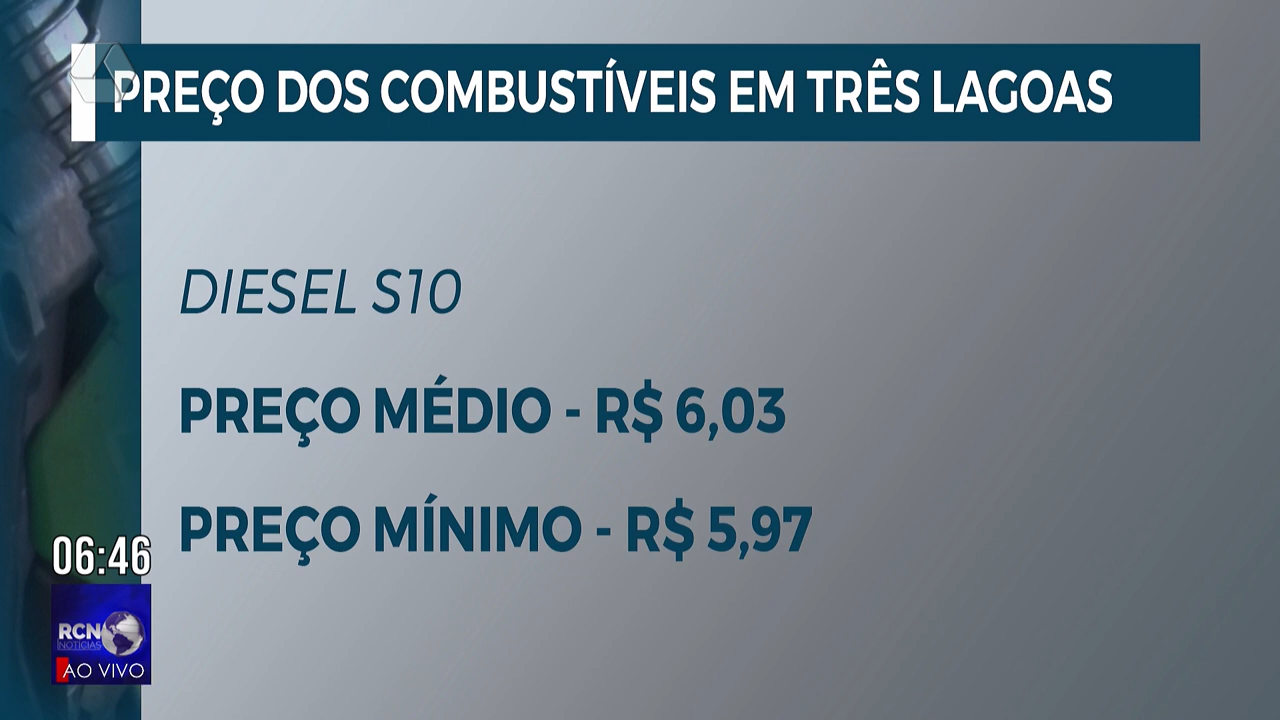 PREÇO DOS COMBUSTÍVEIS EM TRÊS LAGOAS
DIESEL S10
PREÇO MÉDIO - R$ 6,03
PREÇO MÍNIMO - R$ 5,97
06:46
RCN
NOTÍCIAS
AO VIVO